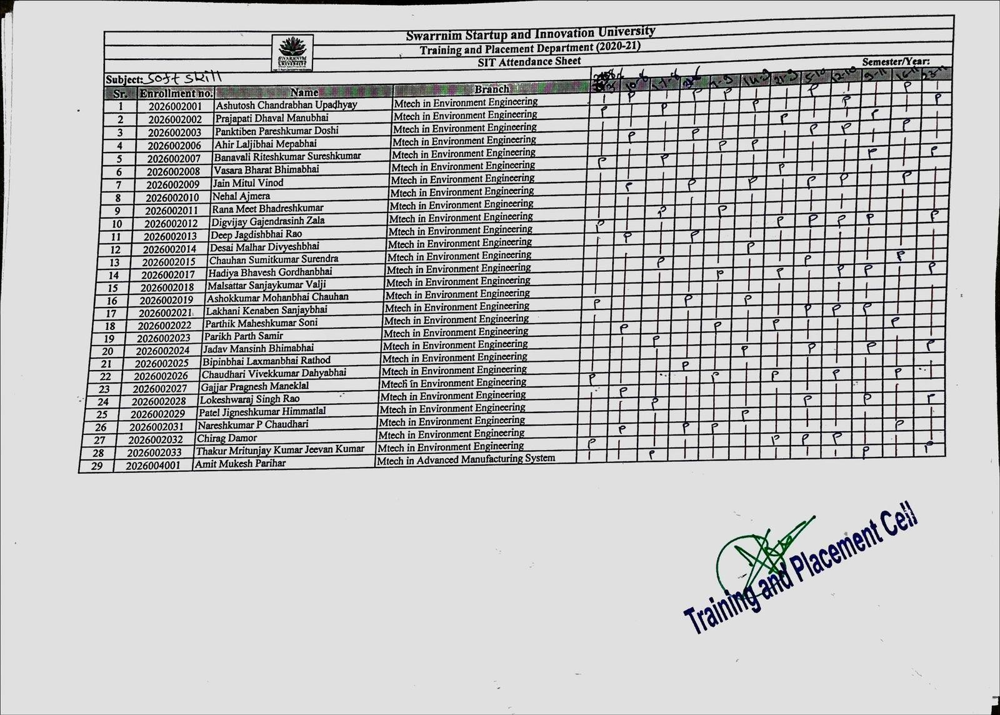 Swarrnim Startup and Innovation University
Training and Placement Department (2020-21)
SIT Attendance Sheet
Semester/Year:
Subject: Soft skill
Sr. Enrollment no. Name Branch 10-8 7-9 14-9 21-9 5-10 12-10 9-11 16-11 23-11
1 2026002001 Ashutosh Chandrabhan Upadhyay Mtech in Environment Engineering
2 2026002002 Prajapati Dhaval Manubhai Mtech in Environment Engineering
3 2026002003 Panktiben Pareshkumar Doshi Mtech in Environment Engineering
4 2026002006 Ahir Laljibhai Mepabhai Mtech in Environment Engineering
5 2026002007 Banavali Riteshkumar Sureshkumar Mtech in Environment Engineering
6 2026002008 Vasara Bharat Bhimabhai Mtech in Environment Engineering
7 2026002009 Jain Mitul Vinod Mtech in Environment Engineering
8 2026002010 Nehal Ajmera Mtech in Environment Engineering
9 2026002011 Rana Meet Bhadreshkumar Mtech in Environment Engineering
10 2026002012 Digvijay Gajendrasinh Zala Mtech in Environment Engineering
11 2026002013 Deep Jagdishbhai Rao Mtech in Environment Engineering
12 2026002014 Desai Malhar Divyeshbhai Mtech in Environment Engineering
13 2026002015 Chauhan Sumitkumar Surendra Mtech in Environment Engineering
14 2026002017 Hadiya Bhavesh Gordhanbhai Mtech in Environment Engineering
15 2026002018 Malsattar Sanjaykumar Valji Mtech in Environment Engineering
16 2026002019 Ashokkumar Mohanbhai Chauhan Mtech in Environment Engineering
17 2026002021 Lakhani Kenaben Sanjaybhai Mtech in Environment Engineering
18 2026002022 Parthik Maheshkumar Soni Mtech in Environment Engineering
19 2026002023 Parikh Parth Samir Mtech in Environment Engineering
20 2026002024 Jadav Mansinh Bhimabhai Mtech in Environment Engineering
21 2026002025 Bipinbhai Laxmanbhai Rathod Mtech in Environment Engineering
22 2026002026 Chaudhari Vivekkumar Dahyabhai Mtech in Environment Engineering
23 2026002027 Gajjar Pragnesh Maneklal Mtech in Environment Engineering
24 2026002028 Lokeshwaraj Singh Rao Mtech in Environment Engineering
25 2026002029 Patel Jigneshkumar Himmatlal Mtech in Environment Engineering
26 2026002031 Nareshkumar P Chaudhari Mtech in Environment Engineering
27 2026002032 Chirag Damor Mtech in Environment Engineering
28 2026002033 Thakur Mritunjay Kumar Jeevan Kumar Mtech in Environment Engineering
29 2026004001 Amit Mukesh Parihar Mtech in Advanced Manufacturing System
Training and Placement Cell